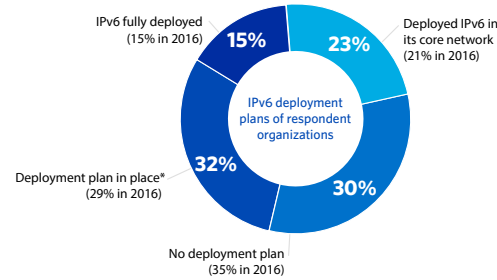 IPv6 fully deployed
(15% in 2016)
15%
23%
Deployed IPv6 in
its core network
(21% in 2016)
IPv6 deployment
plans of respondent
organizations
32%
30%
Deployment plan in place*
(29% in 2016)
No deployment plan
(35% in 2016)